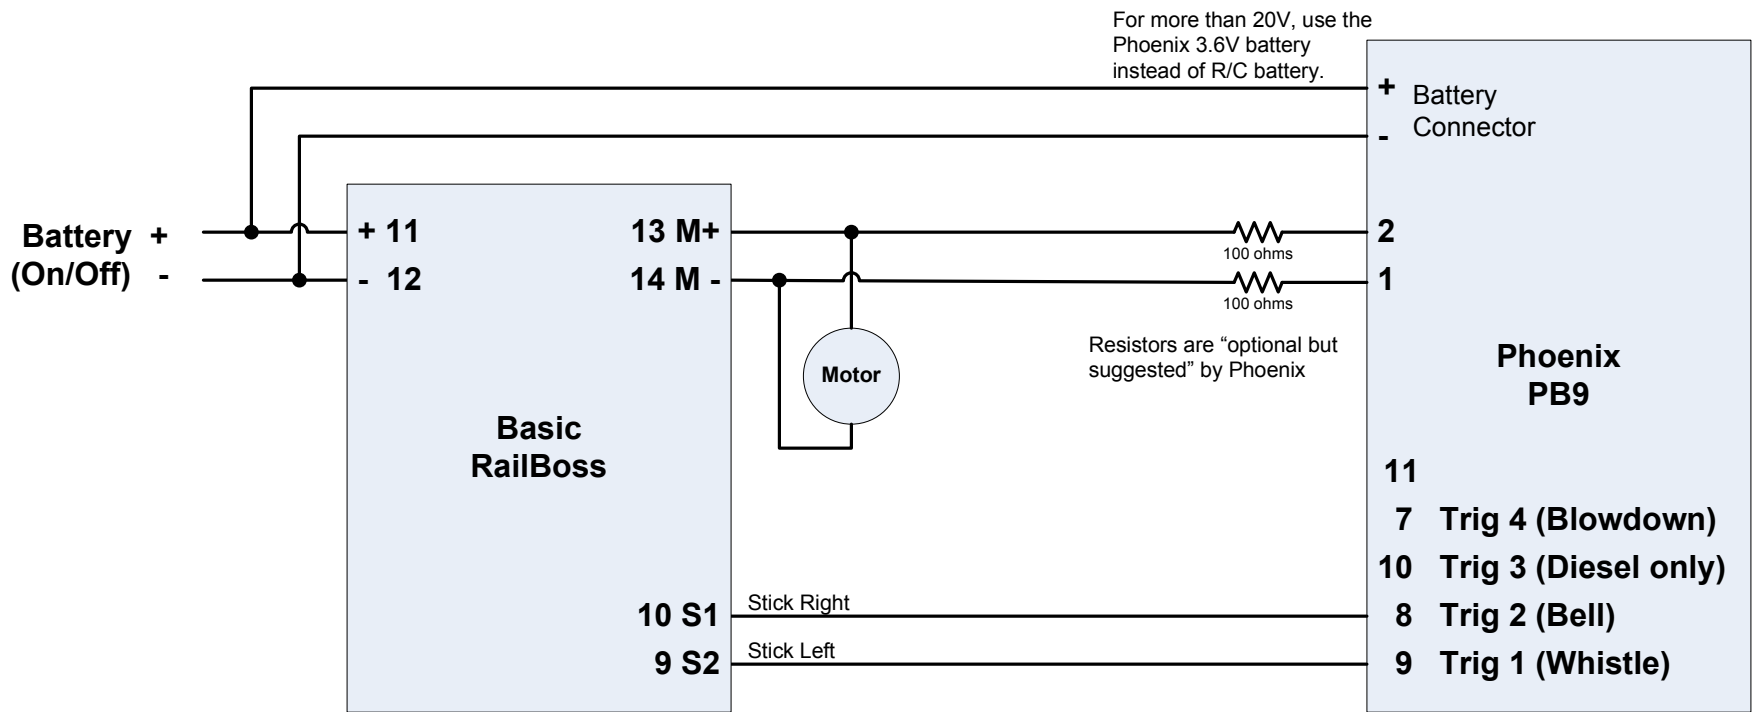 For more than 20V, use the
Phoenix 3.6V battery
instead of R/C battery.
+ Battery
- Connector
Battery +
(On/Off) -
+ 11
- 12
13 M+
14 M -
100 ohms
100 ohms
2
1
Motor
Resistors are “optional but
suggested” by Phoenix
Basic
RailBoss
Phoenix
PB9
11
7 Trig 4 (Blowdown)
10 Trig 3 (Diesel only)
10 S1
Stick Right
8 Trig 2 (Bell)
9 S2
Stick Left
9 Trig 1 (Whistle)